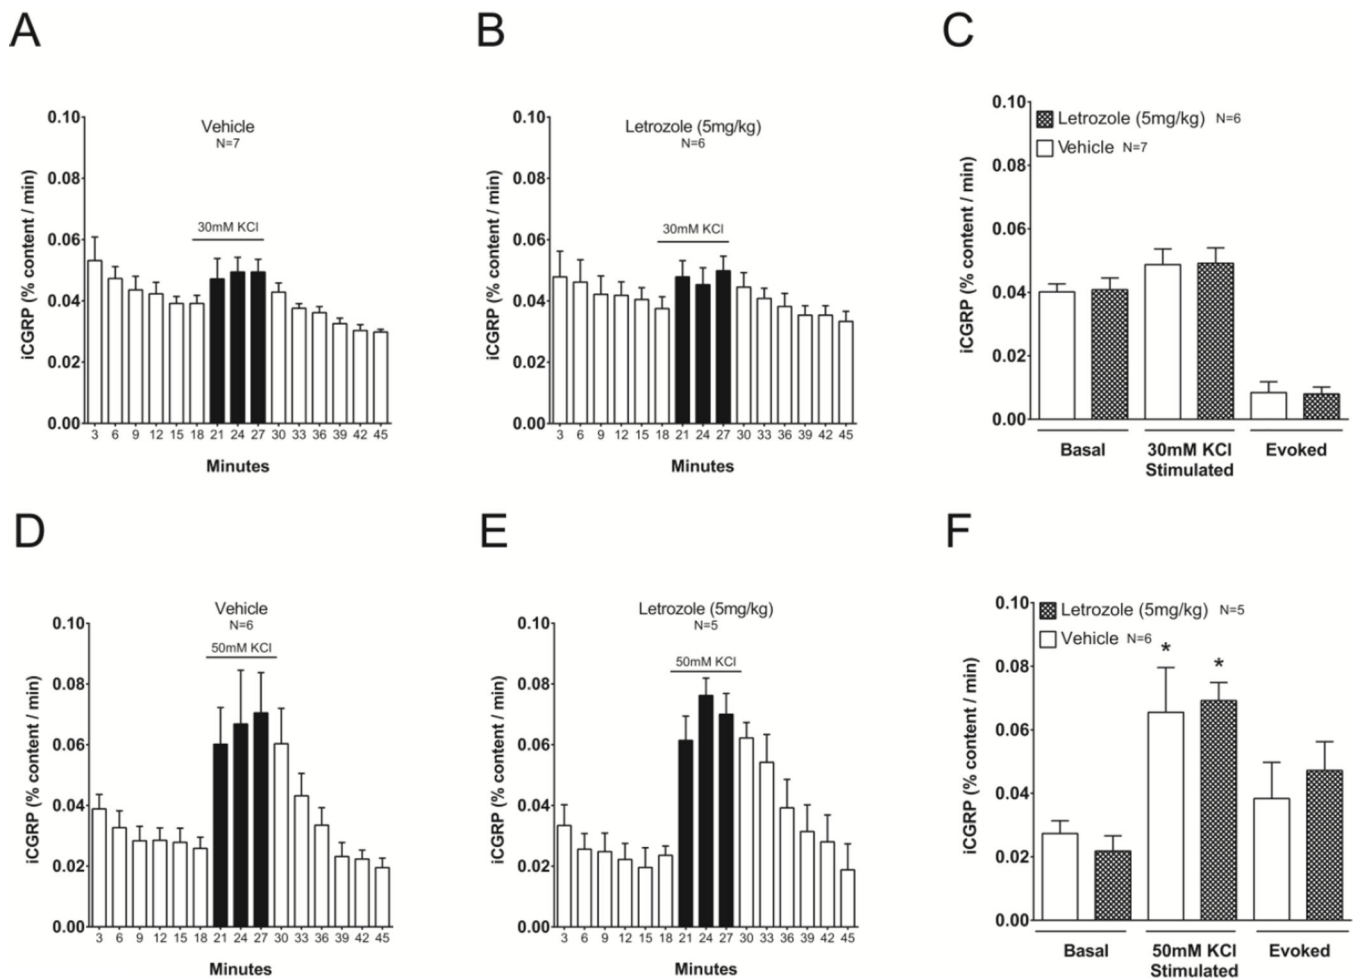 A
B
C
Vehicle
N=7
30mM KCl
iCGRP (% content / min)
0.10
0.08
0.06
0.04
0.02
0.00
3 6 9 12 15 18 21 24 27 30 33 36 39 42 45
Minutes
Letrozole (5mg/kg)
N=6
30mM KCl
iCGRP (% content / min)
0.10
0.08
0.06
0.04
0.02
0.00
3 6 9 12 15 18 21 24 27 30 33 36 39 42 45
Minutes
Letrozole (5mg/kg) N=6
Vehicle N=7
iCGRP (% content / min)
0.10
0.08
0.06
0.04
0.02
0.00
Basal
30mM KCl
Stimulated
Evoked
D
E
F
Vehicle
N=6
50mM KCl
iCGRP (% content / min)
0.10
0.08
0.06
0.04
0.02
0.00
3 6 9 12 15 18 21 24 27 30 33 36 39 42 45
Minutes
Letrozole (5mg/kg)
N=5
50mM KCl
iCGRP (% content / min)
0.10
0.08
0.06
0.04
0.02
0.00
3 6 9 12 15 18 21 24 27 30 33 36 39 42 45
Minutes
Letrozole (5mg/kg) N=5
Vehicle N=6
* *
iCGRP (% content / min)
0.10
0.08
0.06
0.04
0.02
0.00
Basal
50mM KCl
Stimulated
Evoked